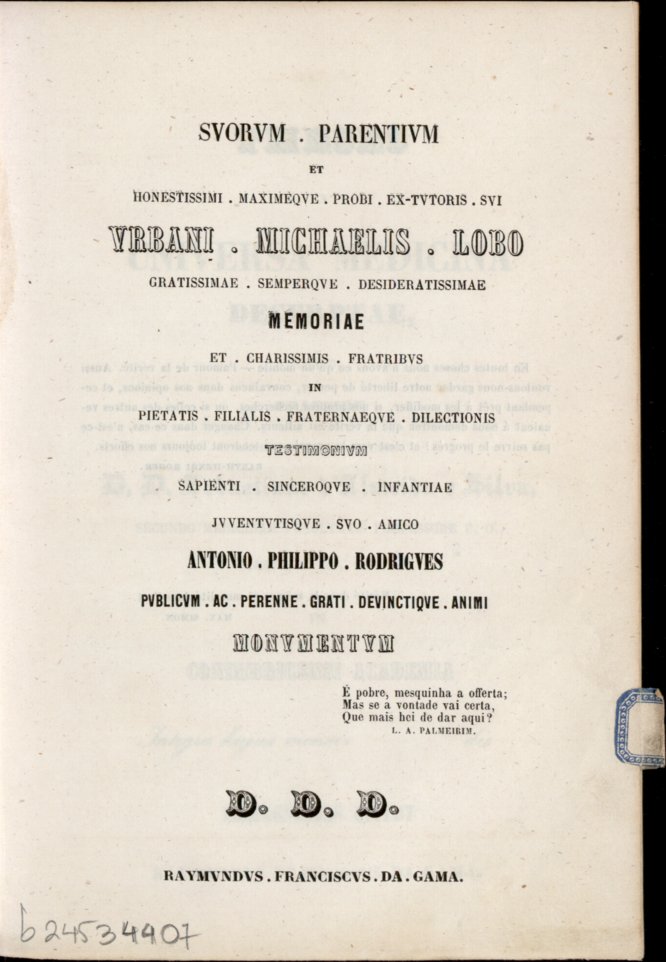 SVORVM . PARENTIVM
ET
HONESTISSIMI . MAXIMEQVE . PROBI . EX-TVTORIS . SVI
VRBANI . MICHAELIS . LOBO
GRATISSIMAE . SEMPERQVE . DESIDERATISSIMAE
MEMORIAE
ET . CHARISSIMIS . FRATRIBVS
IN
PIETATIS . FILIALIS . FRATERNAEQVE . DILECTIONIS
TESTIMONIVM
SAPIENTI . SINCEROQVE . INFANTIAE
JVVENTVTISQVE . SVO . AMICO
ANTONIO . PHILIPPO . RODRIGVES
PVBLICVM . AC . PERENNE . GRATI . DEVINCTIQVE . ANIMI
MONVMENTVM
É pobre, mesquinha a offerta;
Mas se a vontade vai certa,
Que mais hei de dar aqui?
L. A. PALMEIRIM.
D. D. D.
RAYMVNDVS . FRANCISCVS . DA . GAMA.
b24534407